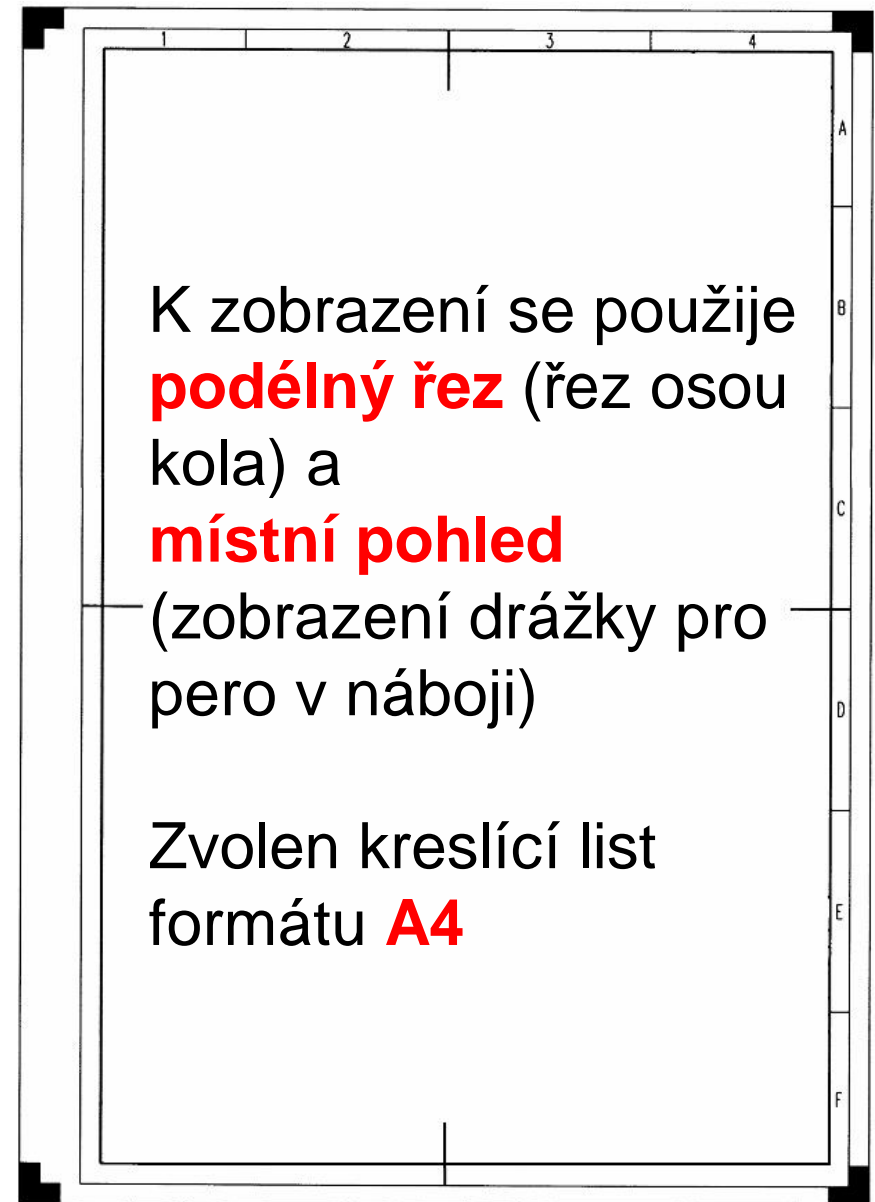 1 2 3 4
A
B
K zobrazení se použije
podélný řez (řez osou
kola) a
C
místní pohled
(zobrazení drážky pro
pero v náboji)
D
Zvolen kreslící list
formátu A4
E
F